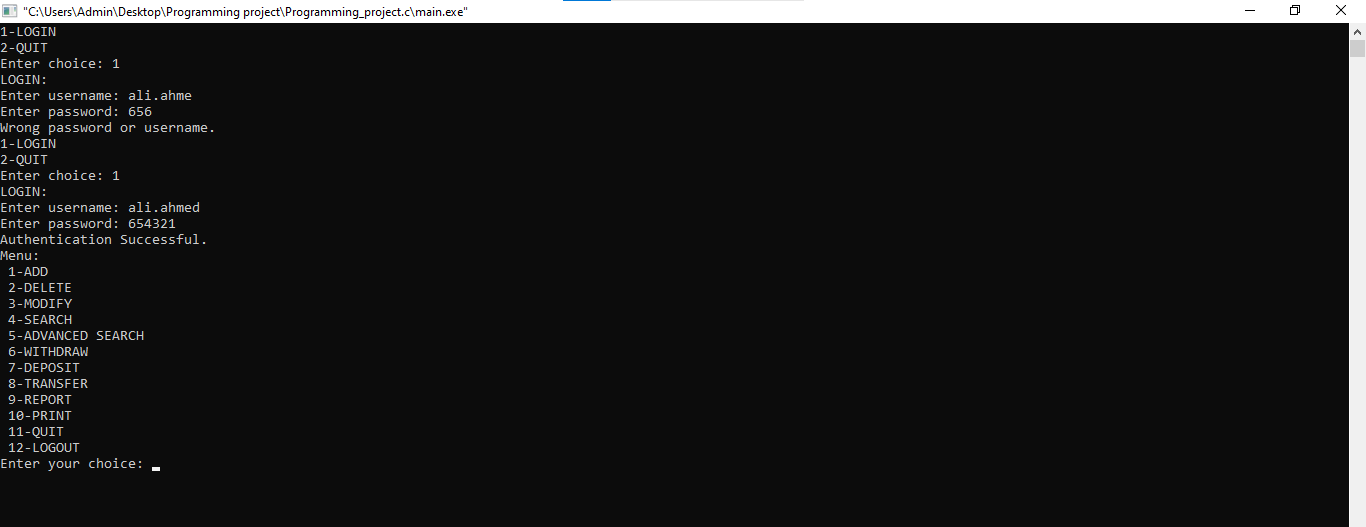 "C:\Users\Admin\Desktop\Programming project\Programming_project.c\main.exe"
1-LOGIN
2-QUIT
Enter choice: 1
LOGIN:
Enter username: ali.ahme
Enter password: 656
Wrong password or username.
1-LOGIN
2-QUIT
Enter choice: 1
LOGIN:
Enter username: ali.ahmed
Enter password: 654321
Authentication Successful.
Menu:
 1-ADD
 2-DELETE
 3-MODIFY
 4-SEARCH
 5-ADVANCED SEARCH
 6-WITHDRAW
 7-DEPOSIT
 8-TRANSFER
 9-REPORT
 10-PRINT
 11-QUIT
 12-LOGOUT
Enter your choice: